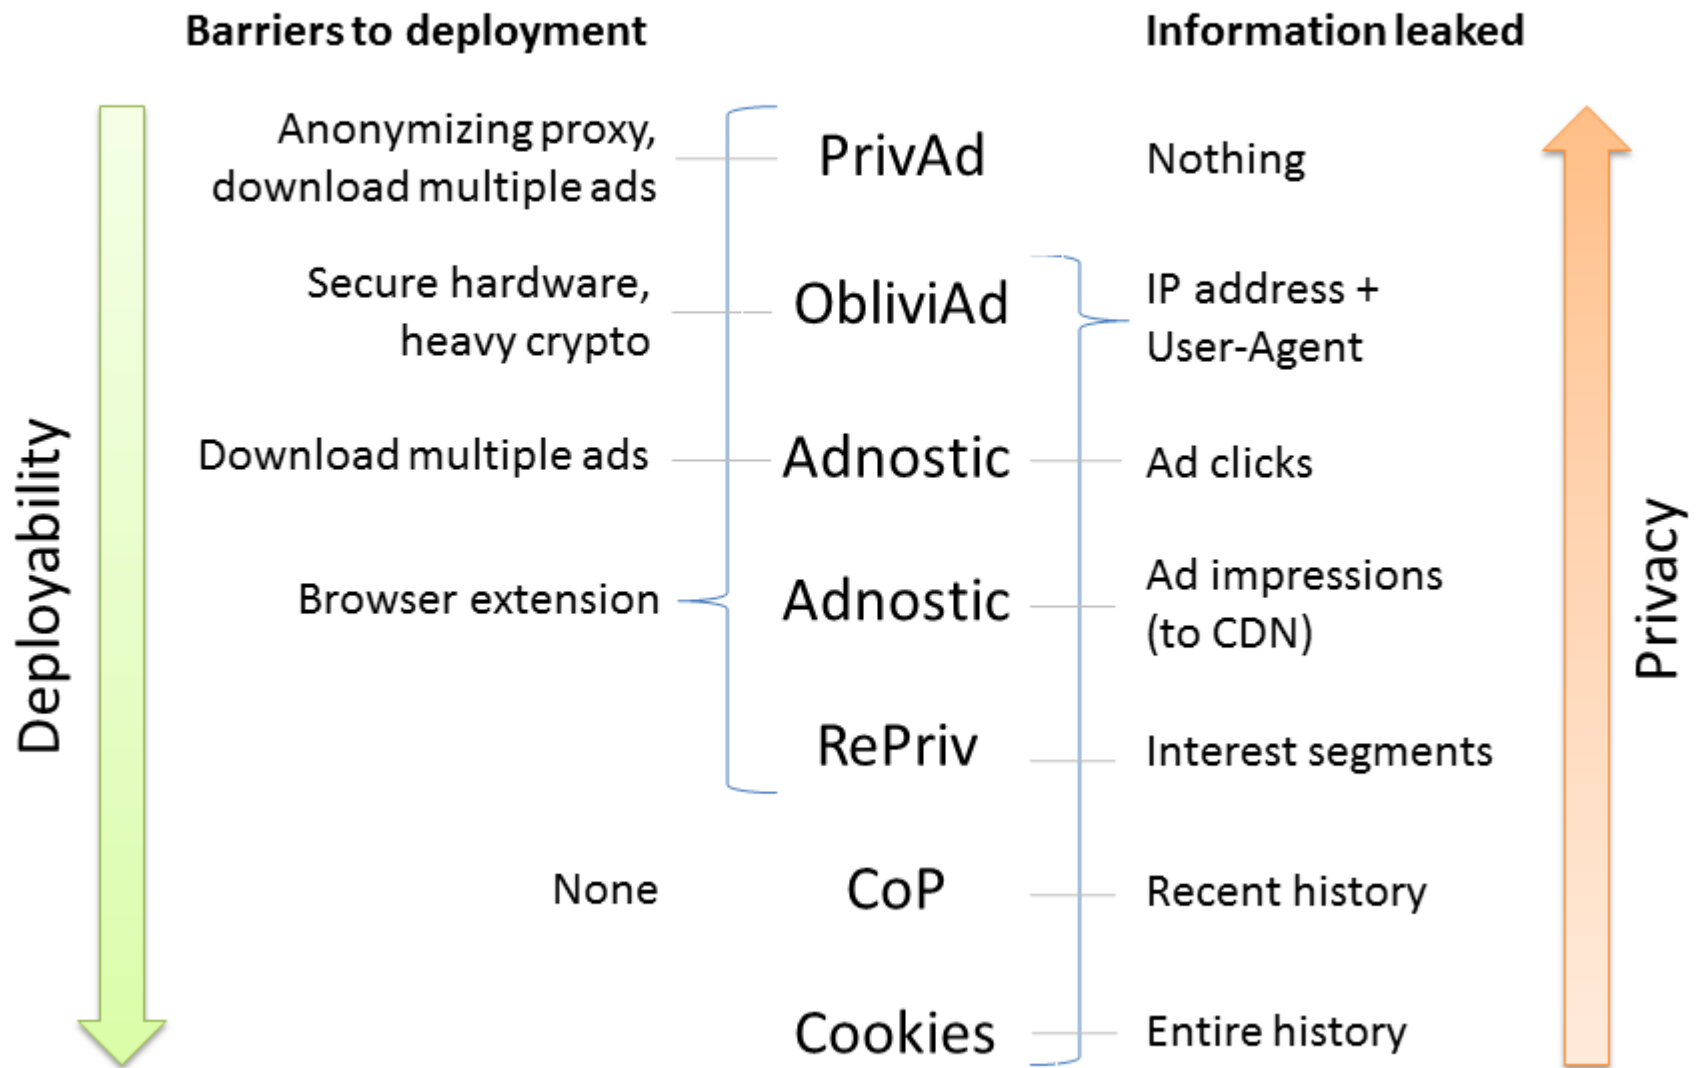 Barriers to deployment
Information leaked
Anonymizing proxy,
download multiple ads
PrivAd
Nothing
Secure hardware,
heavy crypto
ObliviAd
IP address +
User-Agent
Download multiple ads
Adnostic
Ad clicks
Browser extension
Adnostic
Ad impressions
(to CDN)
RePriv
Interest segments
None
CoP
Recent history
Cookies
Entire history
Deployability
Privacy